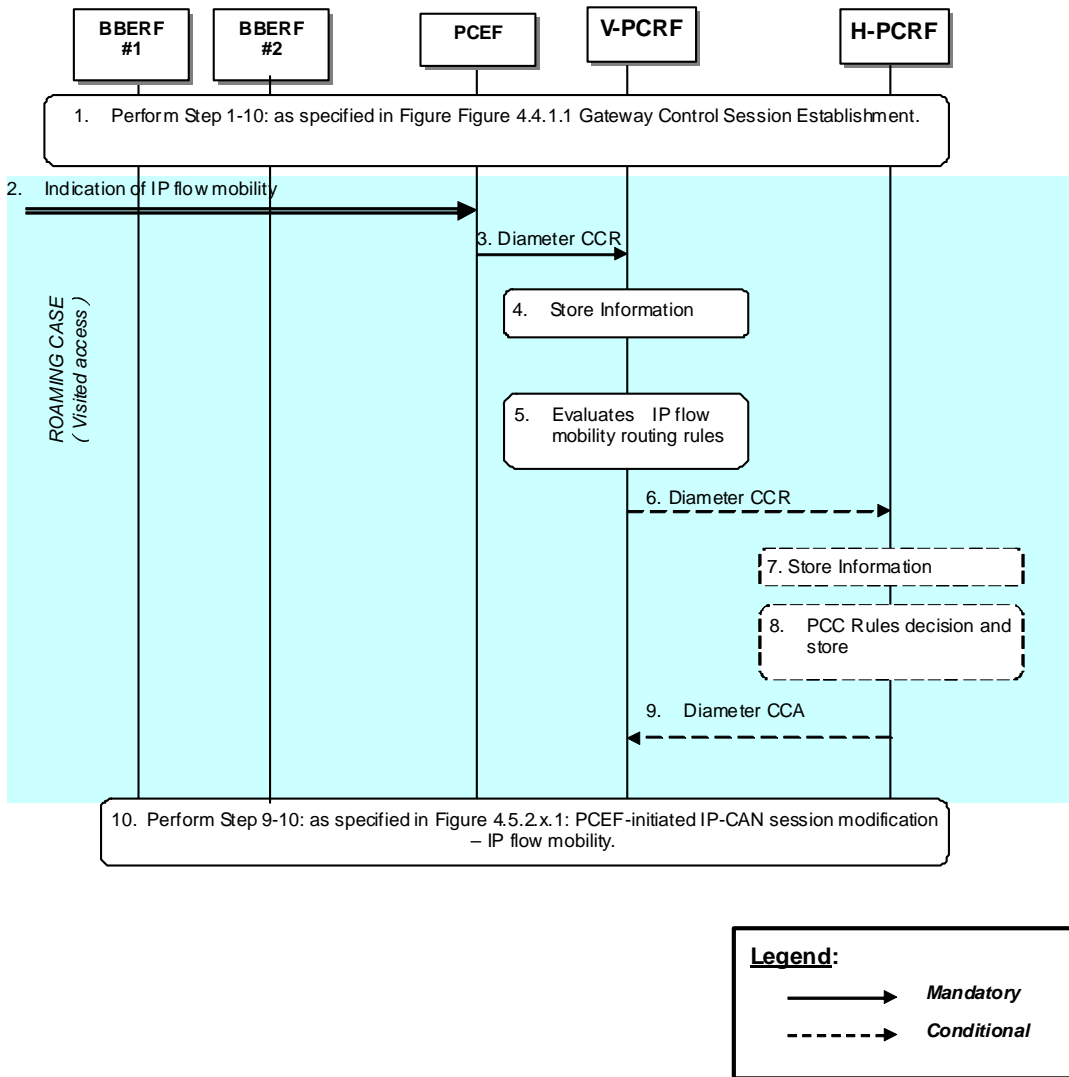 BBERF
#1
BBERF
#2
PCEF
V-PCRF
H-PCRF
1. Perform Step 1-10: as specified in Figure Figure 4.4.1.1 Gateway Control Session Establishment.
2. Indication of IP flow mobility
3. Diameter CCR
ROAMING CASE
( Visited access )
4. Store Information
5. Evaluates IP flow
mobility routing rules
6. Diameter CCR
7. Store Information
8. PCC Rules decision and
store
9. Diameter CCA
10. Perform Step 9-10: as specified in Figure 4.5.2.x.1: PCEF-initiated IP-CAN session modification
– IP flow mobility.
Legend:
Mandatory
Conditional